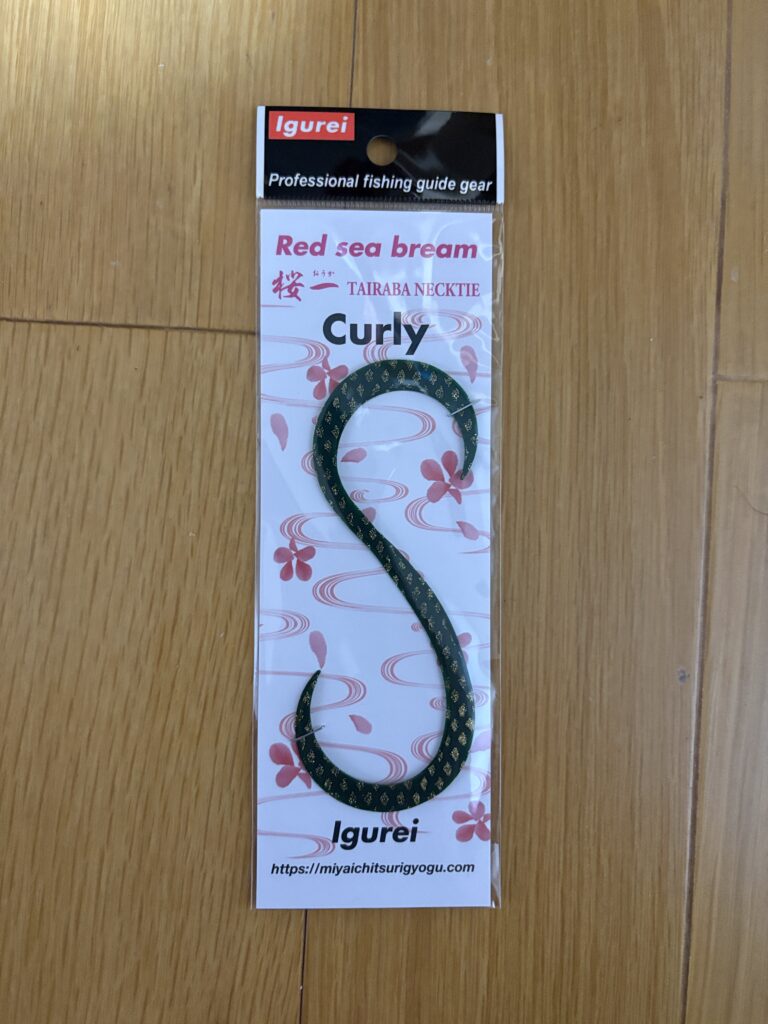 Igurei
Professional fishing guide gear
Red sea bream
おうか
桜一 TAIRABA NECKTIE
Curly
Igurei
https://miyaichitsurigyogu.com